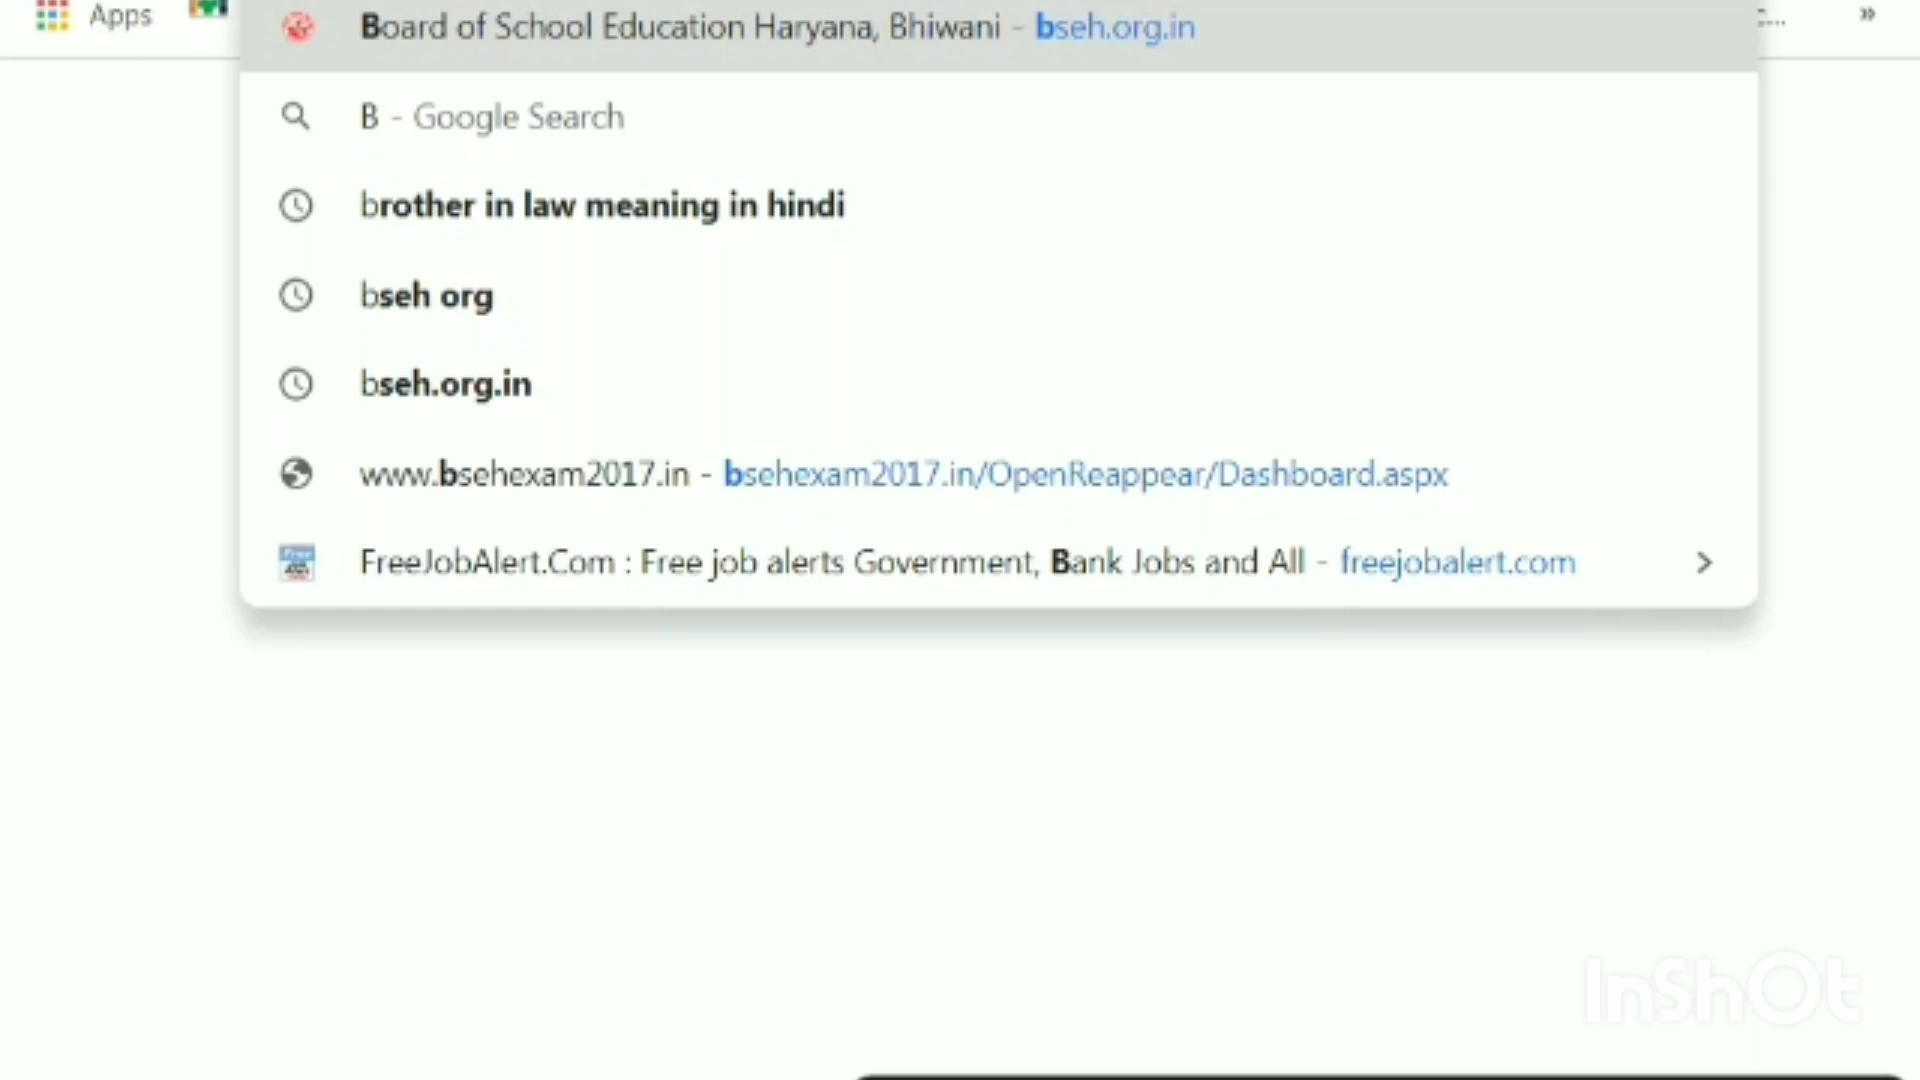 Apps
Board of School Education Haryana, Bhiwani - bseh.org.in
B - Google Search
brother in law meaning in hindi
bseh org
bseh.org.in
www.bsehexam2017.in - bsehexam2017.in/OpenReappear/Dashboard.aspx
FreeJobAlert.Com : Free job alerts Government, Bank Jobs and All - freejobalert.com
InShOt